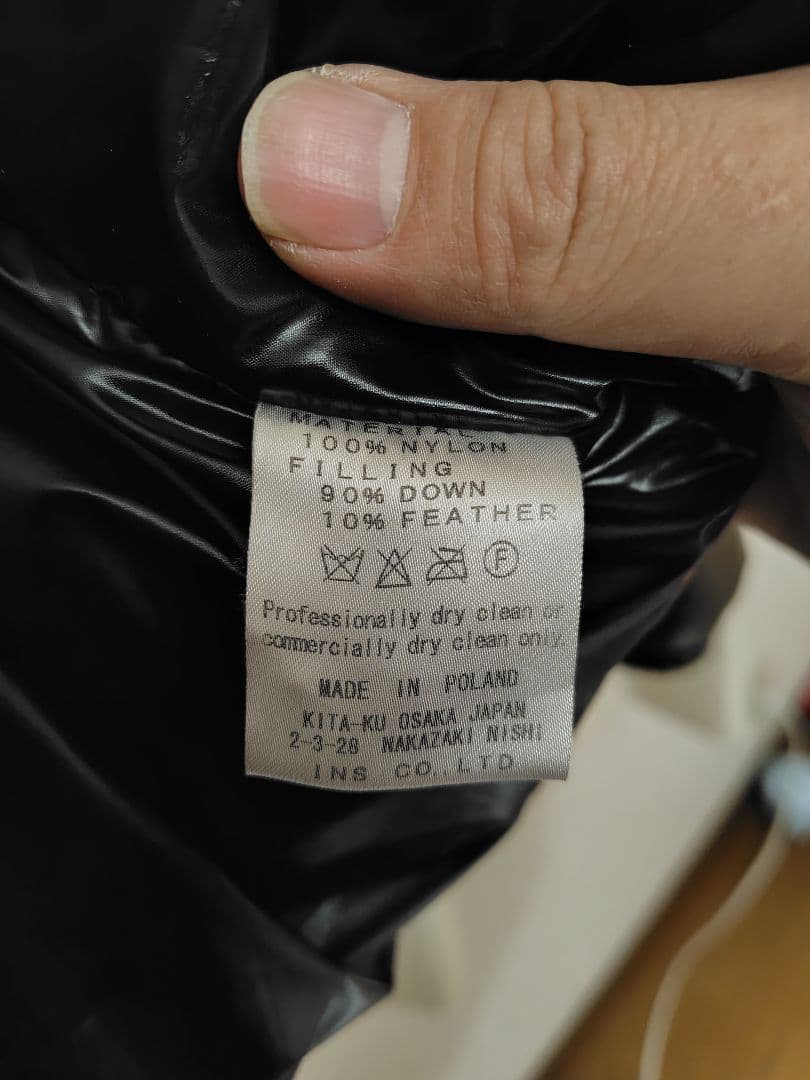 MATERIAL
100% NYLON
FILLING
90% DOWN
10% FEATHER
F
Professionally dry clean or
commercially dry clean only.
MADE IN POLAND
KITA-KU OSAKA JAPAN
2-3-28 NAKAZAKI NISHI
INS CO.,LTD